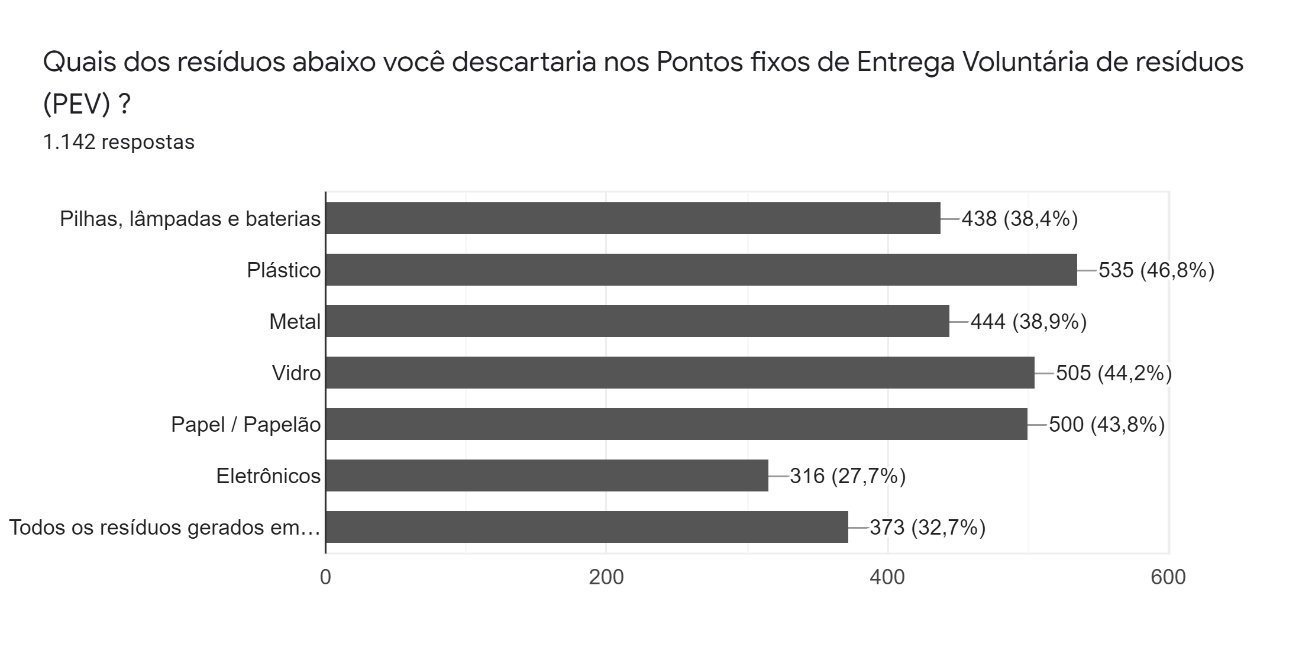 Quais dos resíduos abaixo você descartaria nos Pontos fixos de Entrega Voluntária de resíduos
(PEV) ?
1.142 respostas
Pilhas, lâmpadas e baterias 438 (38,4%)
Plástico 535 (46,8%)
Metal 444 (38,9%)
Vidro 505 (44,2%)
Papel / Papelão 500 (43,8%)
Eletrônicos 316 (27,7%)
Todos os resíduos gerados em… 373 (32,7%)
0 200 400 600